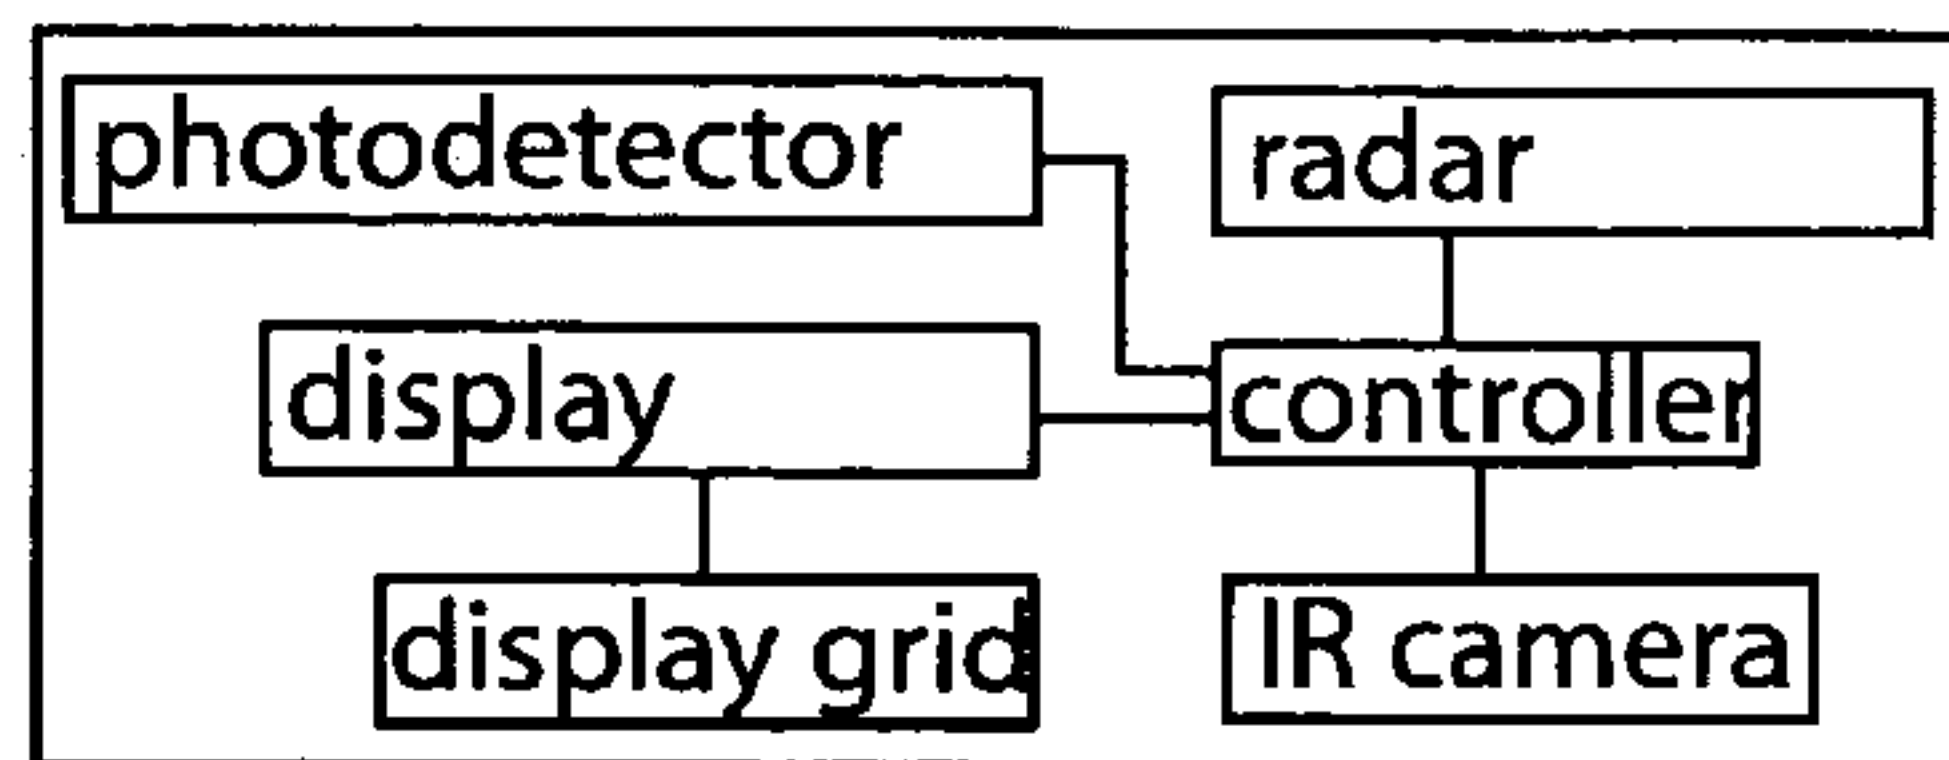 photodetector
radar
display
controller
display grid
IR camera